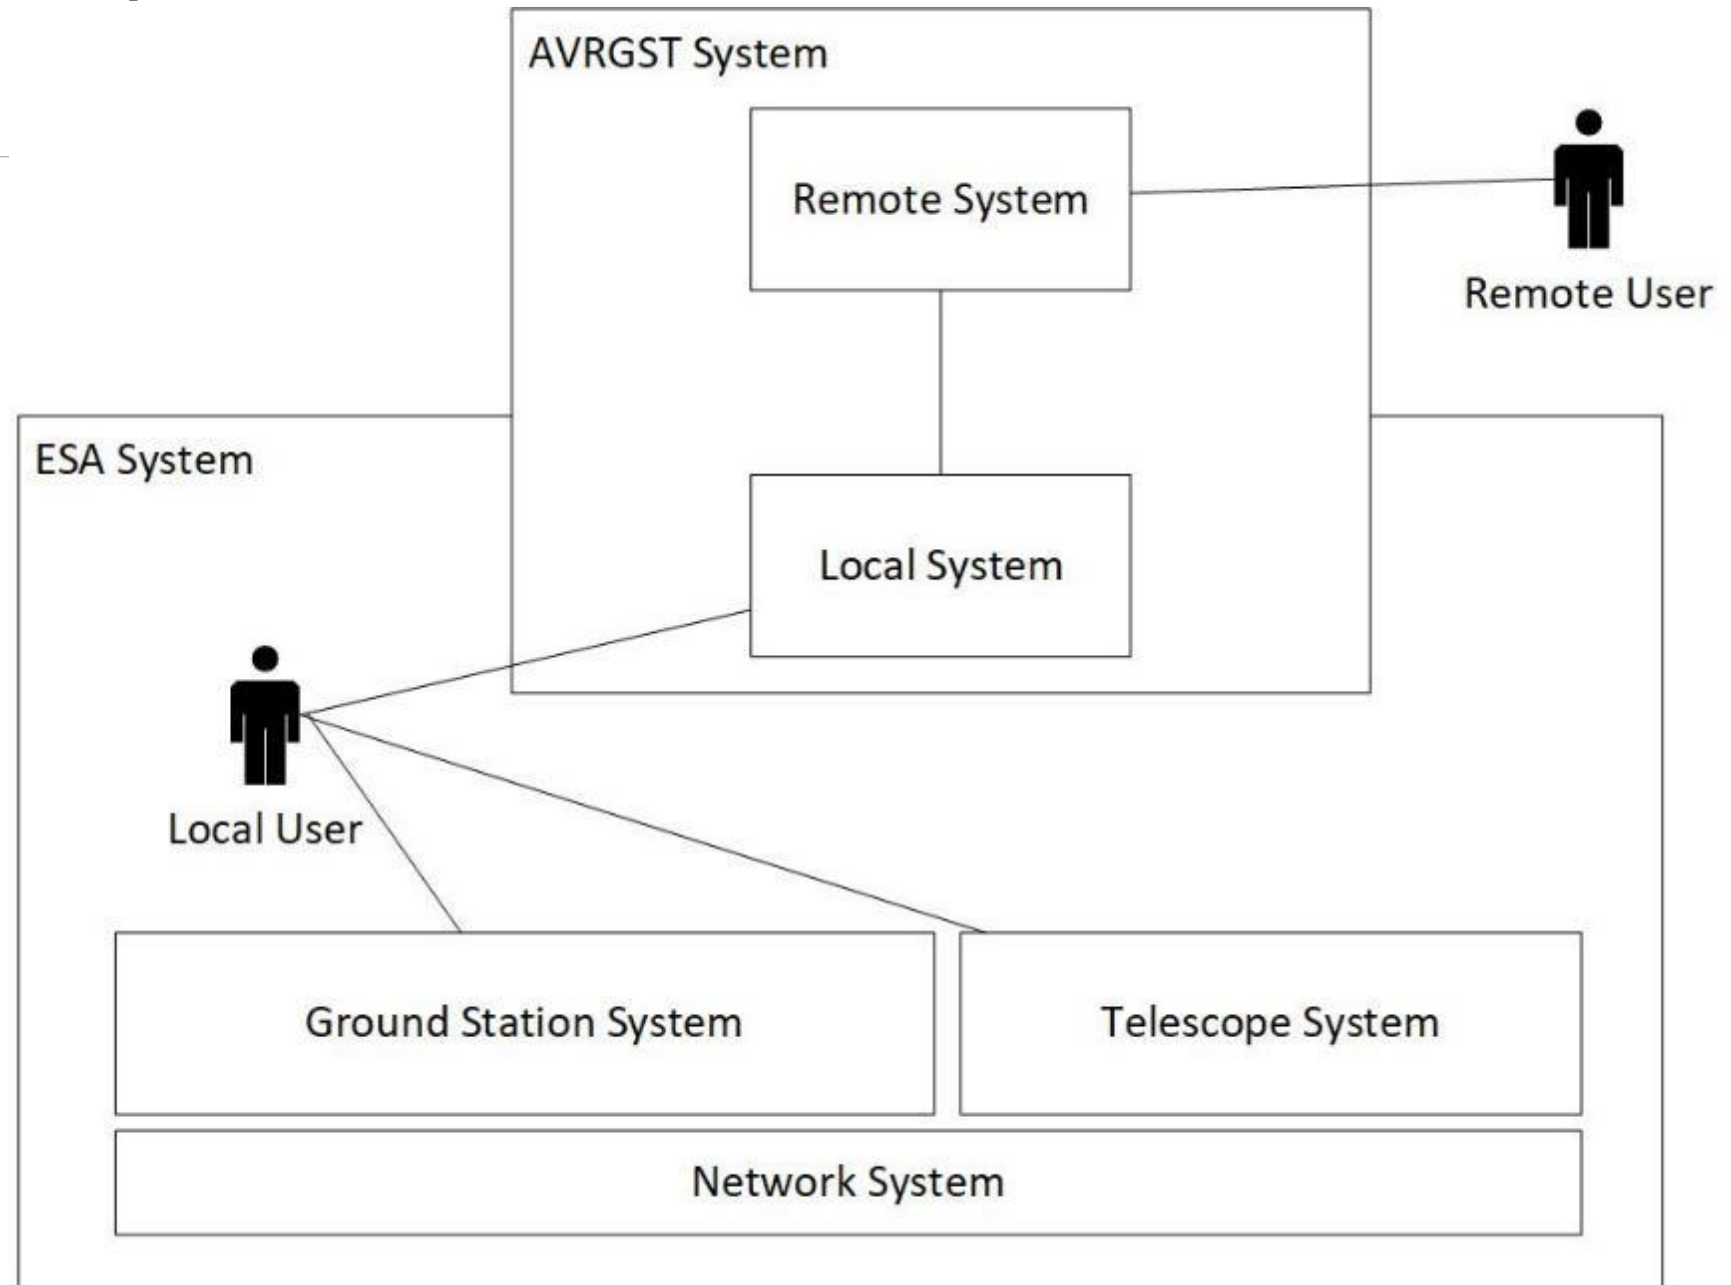 AVRGST System
Remote System
Remote User
ESA System
Local System
Local User
Ground Station System
Telescope System
Network System